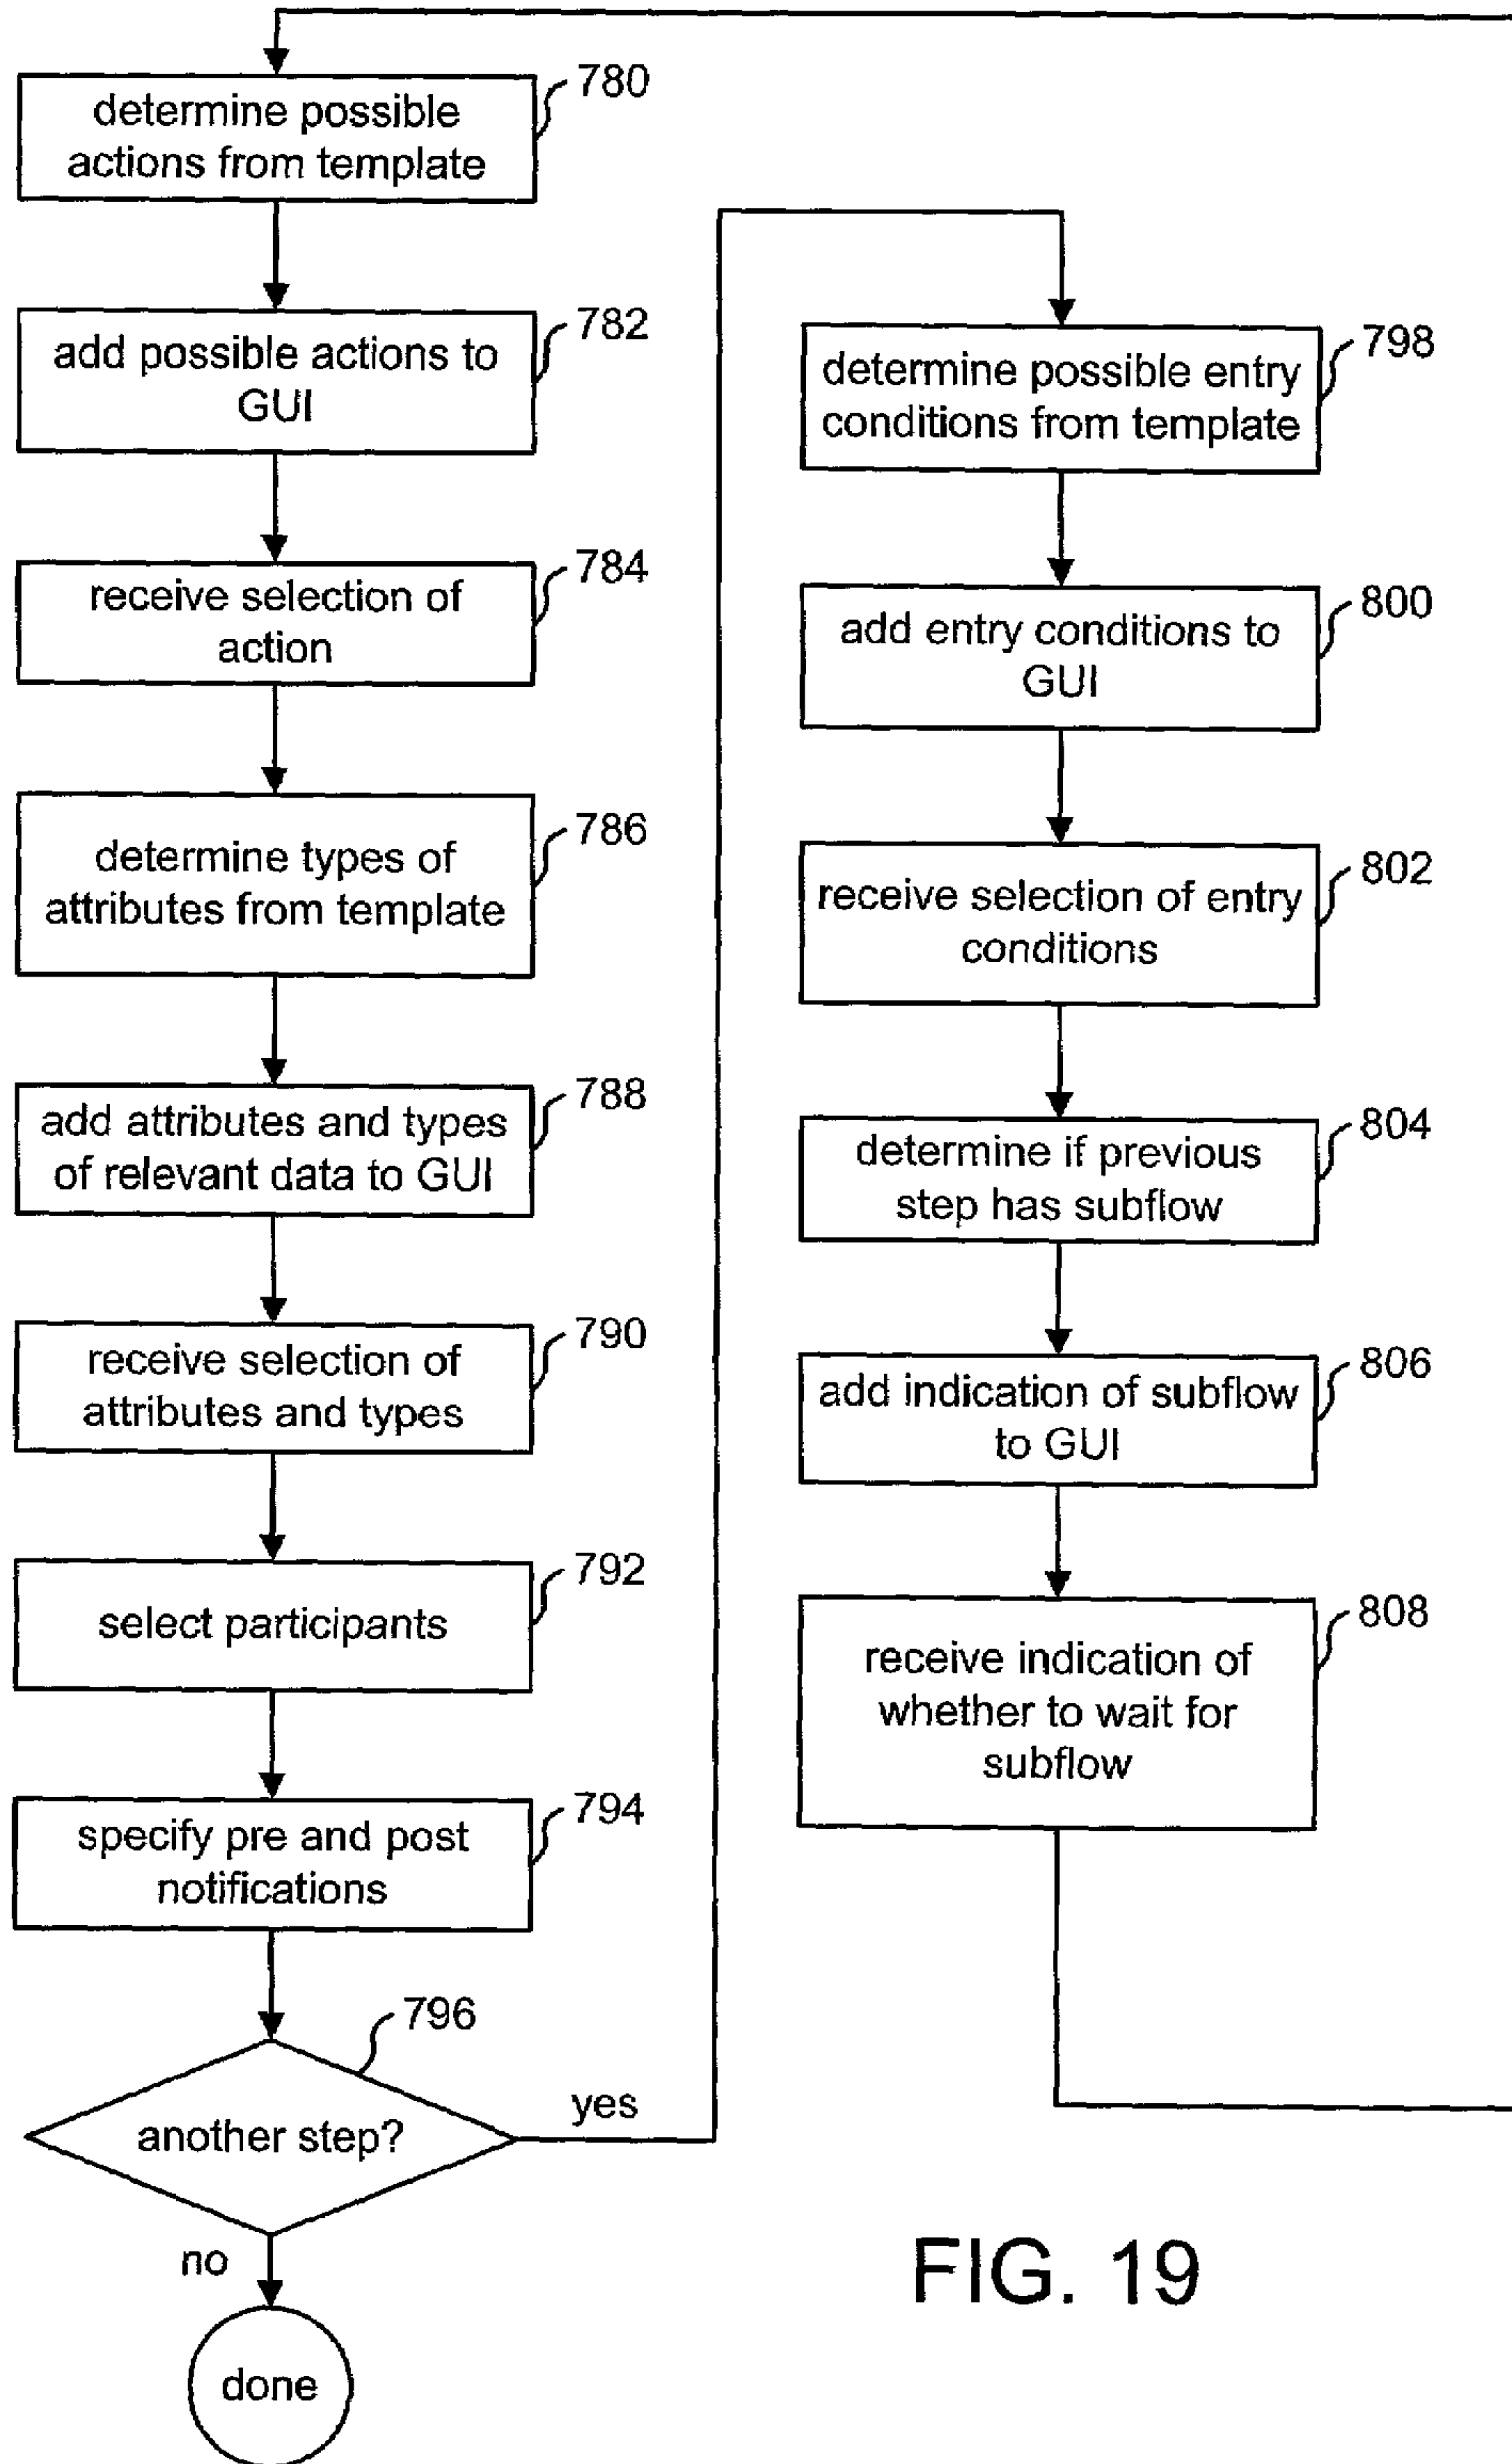 780
determine possible
actions from template
782
add possible actions to
GUI
784
receive selection of
action
786
determine types of
attributes from template
788
add attributes and types
of relevant data to GUI
790
receive selection of
attributes and types
792
select participants
794
specify pre and post
notifications
796
another step?
yes
no
done
798
determine possible entry
conditions from template
800
add entry conditions to
GUI
802
receive selection of entry
conditions
804
determine if previous
step has subflow
806
add indication of subflow
to GUI
808
receive indication of
whether to wait for
subflow
FIG. 19